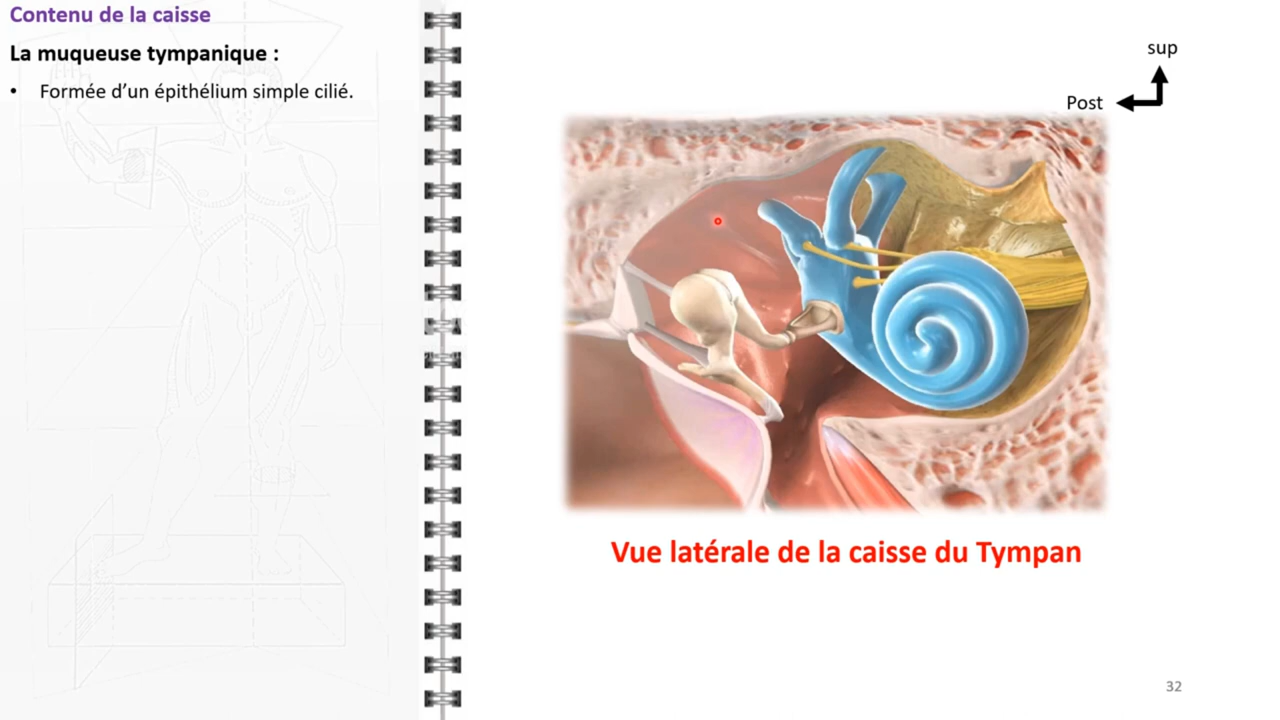 Contenu de la caisse
La muqueuse tympanique :
• Formée d’un épithélium simple cilié.
sup
Post
Vue latérale de la caisse du Tympan
32